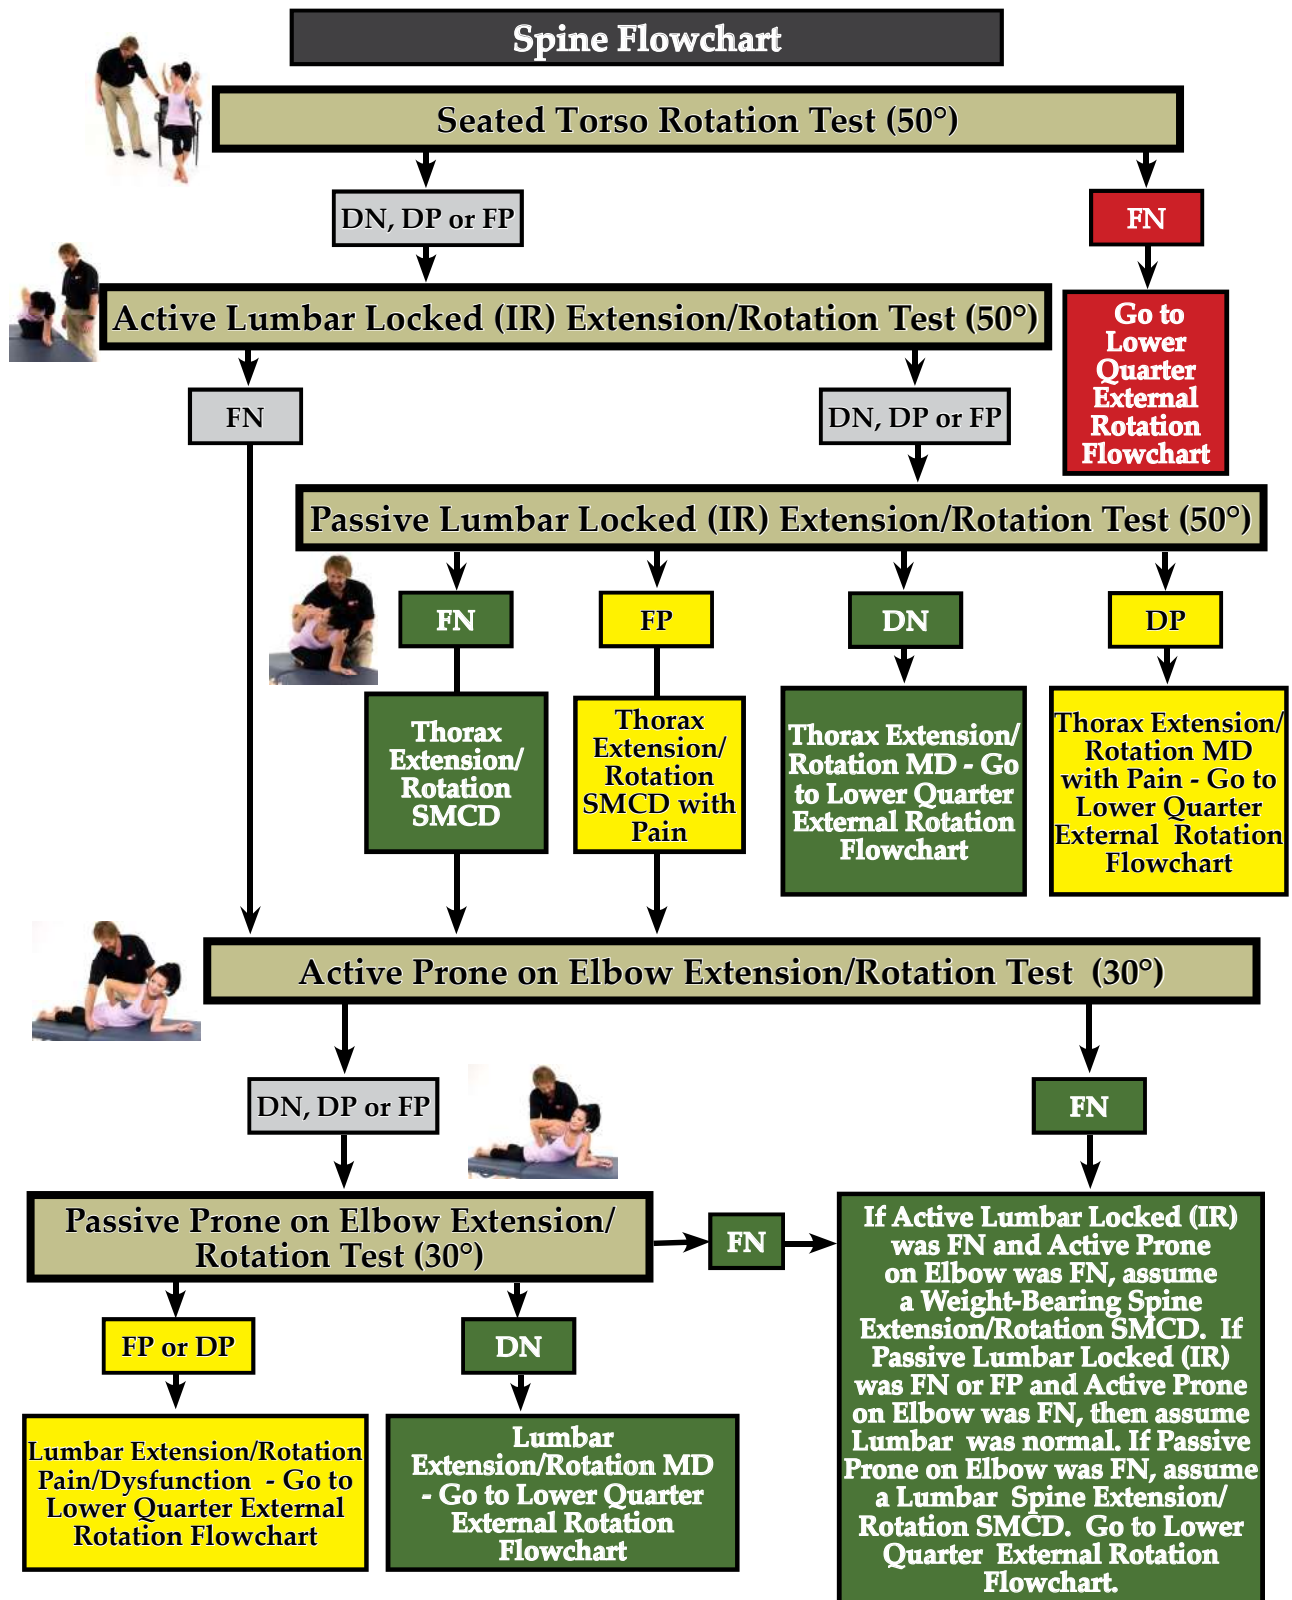 Spine Flowchart
Seated Torso Rotation Test (50°)
DN, DP or FP
FN
Active Lumbar Locked (IR) Extension/Rotation Test (50°)
Go to
Lower
Quarter
External
Rotation
Flowchart
FN
DN, DP or FP
Passive Lumbar Locked (IR) Extension/Rotation Test (50°)
FN
FP
DN
DP
Thorax
Extension/
Rotation
SMCD
Thorax
Extension/
Rotation
SMCD with
Pain
Thorax Extension/
Rotation MD - Go
to Lower Quarter
External Rotation
Flowchart
Thorax Extension/
Rotation MD
with Pain - Go to
Lower Quarter
External Rotation
Flowchart
Active Prone on Elbow Extension/Rotation Test (30°)
DN, DP or FP
FN
Passive Prone on Elbow Extension/
Rotation Test (30°)
FN
If Active Lumbar Locked (IR)
was FN and Active Prone
on Elbow was FN, assume
a Weight-Bearing Spine
Extension/Rotation SMCD. If
Passive Lumbar Locked (IR)
was FN or FP and Active Prone
on Elbow was FN, then assume
Lumbar was normal. If Passive
Prone on Elbow was FN, assume
a Lumbar Spine Extension/
Rotation SMCD. Go to Lower
Quarter External Rotation
Flowchart.
FP or DP
DN
Lumbar Extension/Rotation
Pain/Dysfunction - Go to
Lower Quarter External
Rotation Flowchart
Lumbar
Extension/Rotation MD
- Go to Lower Quarter
External Rotation
Flowchart